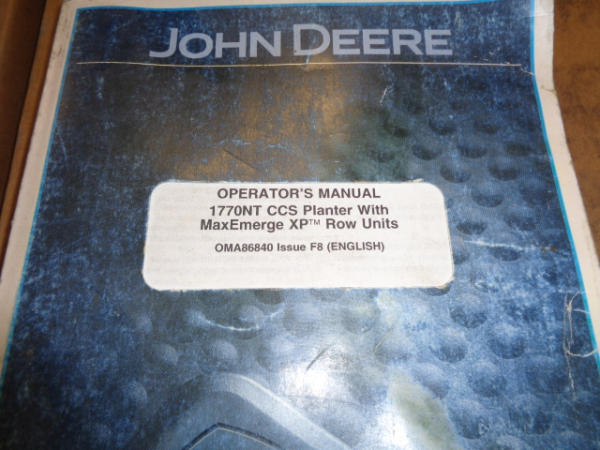 JOHN DEERE
OPERATOR'S MANUAL
1770NT CCS Planter With
MaxEmerge XP™ Row Units
OMA86840 Issue F8 (ENGLISH)